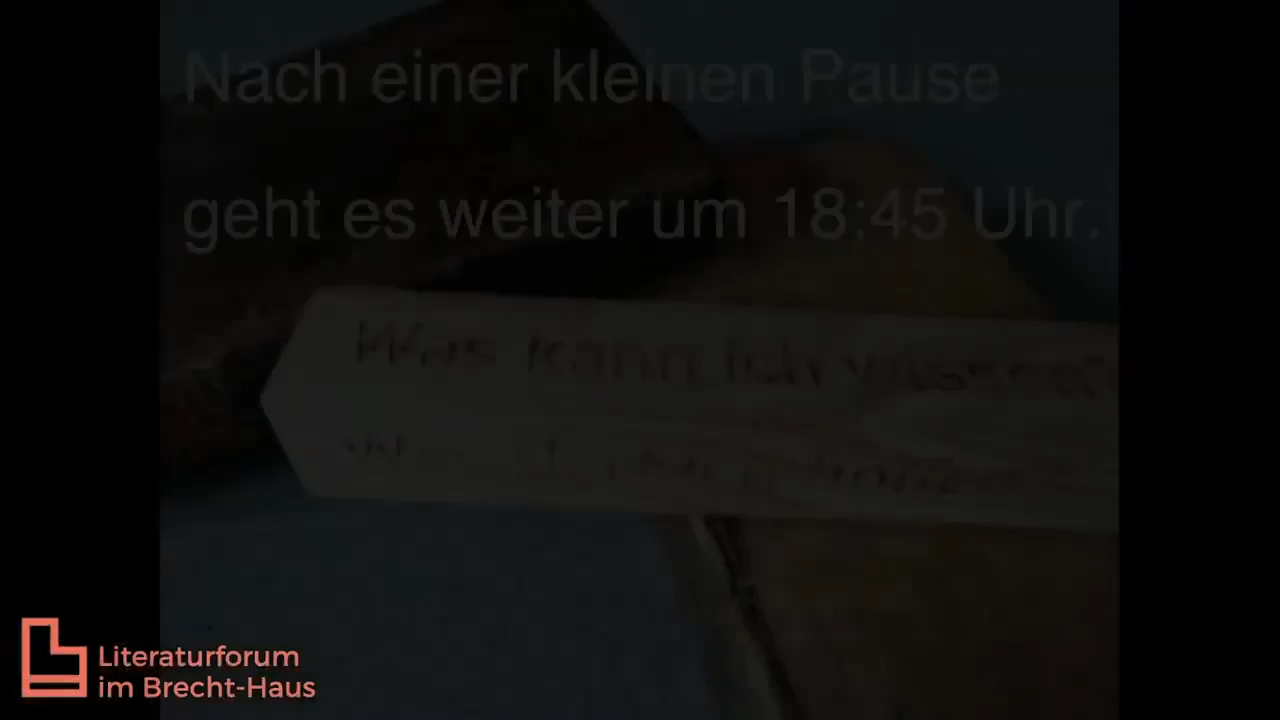 Nach einer kleinen Pause
geht es weiter um 18:45 Uhr.
Was kann ich wissen?
Literaturforum
im Brecht-Haus